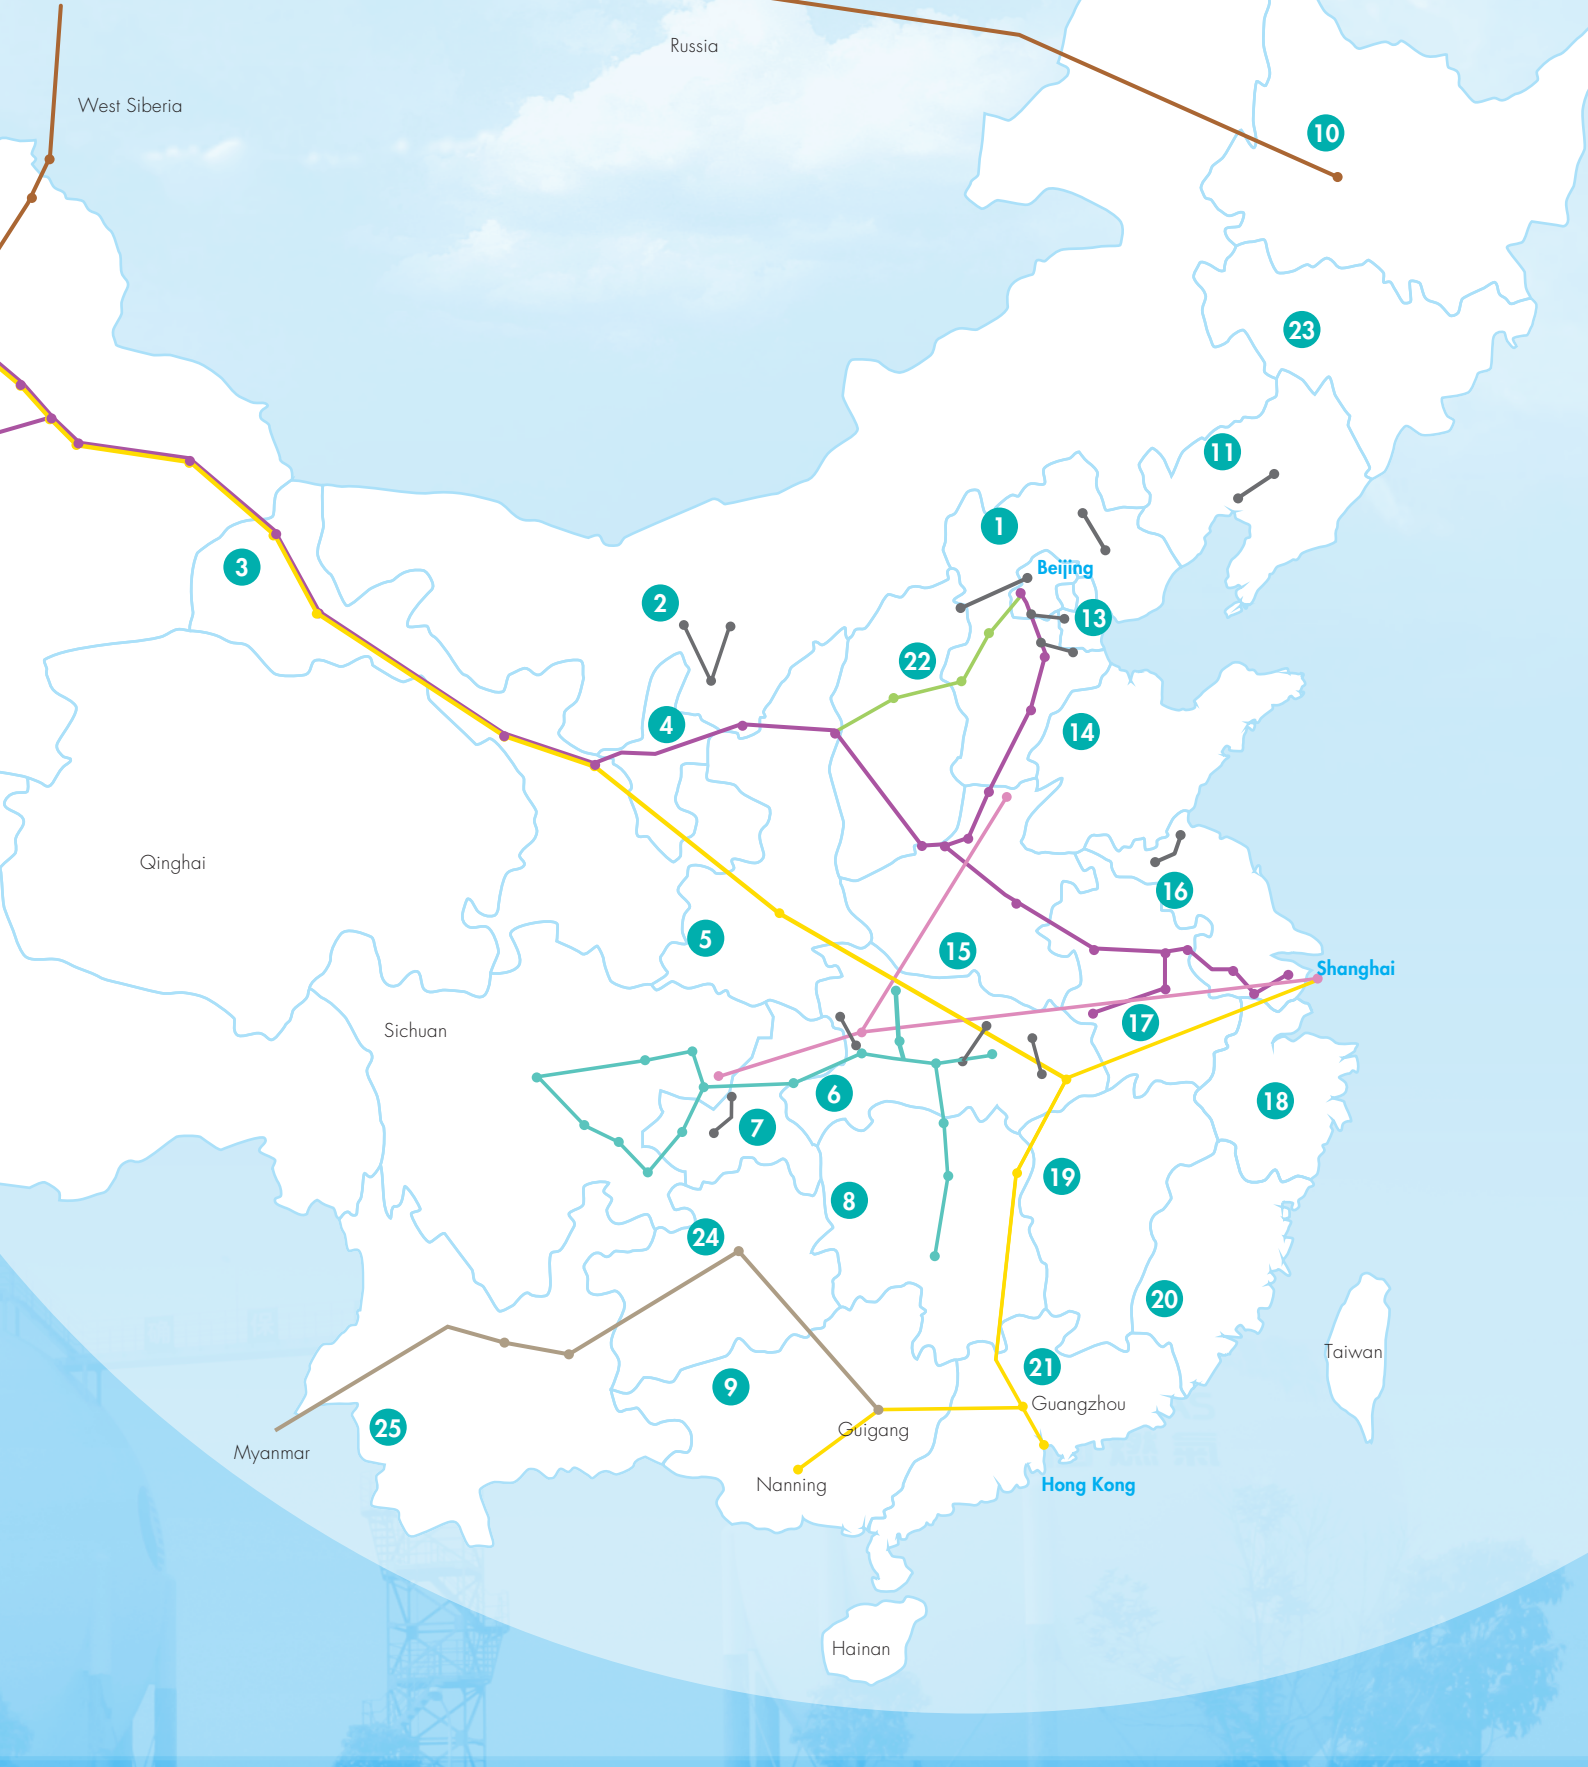 Russia
West Siberia
10
23
11
1
3
Beijing
2
13
22
4
14
Qinghai
16
5
15
Shanghai
17
Sichuan
6
18
7
19
8
24
20
Taiwan
21
9
Guangzhou
25
Guigang
Myanmar
Nanning
Hong Kong
Hainan